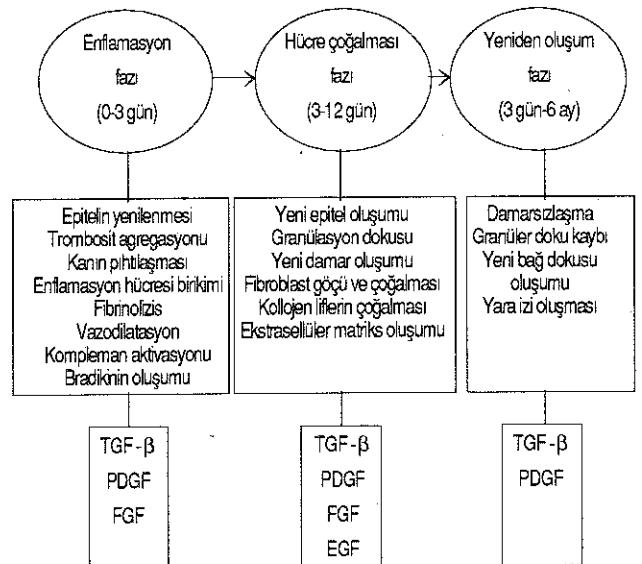 Enflamasyon
fazı
(0-3 gün)
Hücre çoğalması
fazı
(3-12 gün)
Yeniden oluşum
fazı
(3 gün-6 ay)
Epitelin yenilenmesi
Trombosit agregasyonu
Kanın pıhtılaşması
Enflamasyon hücresi birikimi
Fibrinolizis
Vazodilatasyon
Kompleman aktivasyonu
Bradikinin oluşumu
Yeni epitel oluşumu
Granülasyon dokusu
Yeni damar oluşumu
Fibroblast göçü ve çoğalması
Kollojen liflerin çoğalması
Ekstrasellüler matriks oluşumu
Damarsızlaşma
Granüler doku kaybı
Yeni bağ dokusu
oluşumu
Yara izi oluşması
TGF-β
PDGF
FGF
TGF-β
PDGF
FGF
EGF
TGF-β
PDGF